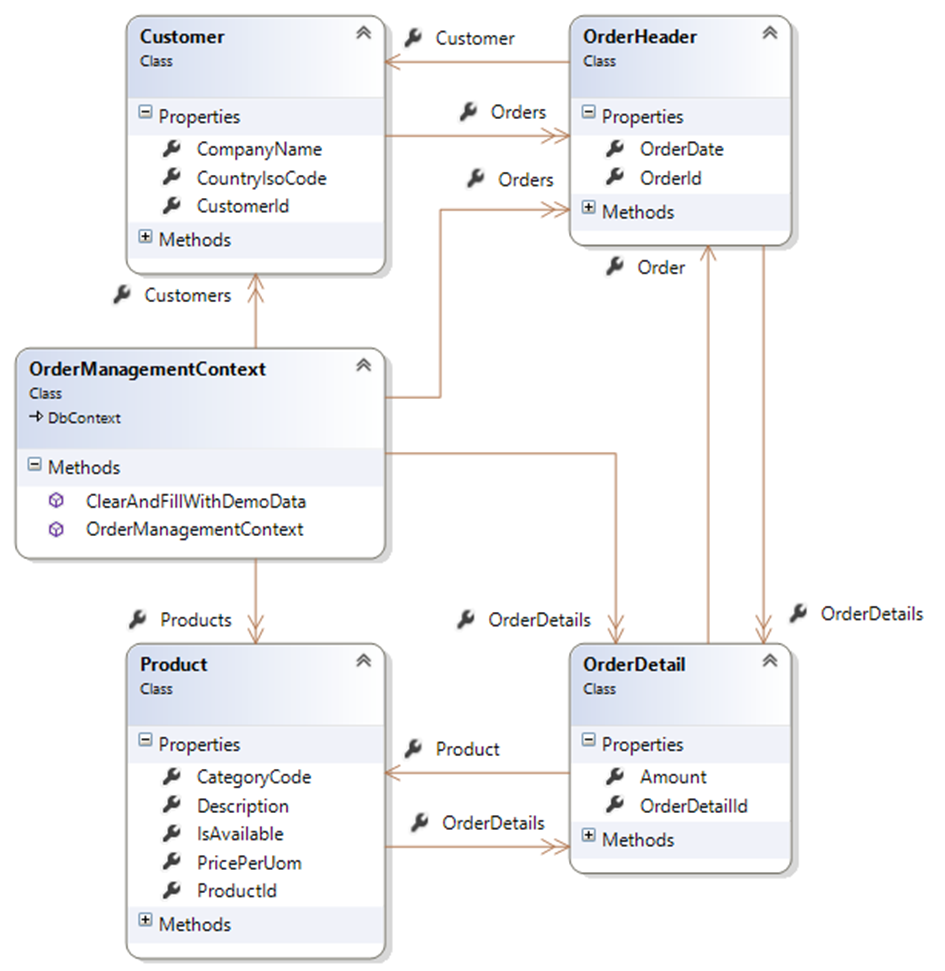 Customer
Class
Properties
CompanyName
CountryIsoCode
CustomerId
Methods
Customer
Orders
Orders
OrderHeader
Class
Properties
OrderDate
OrderId
Methods
Customers
Order
OrderManagementContext
Class
DbContext
Methods
ClearAndFillWithDemoData
OrderManagementContext
Products
OrderDetails
OrderDetails
Product
Class
Properties
CategoryCode
Description
IsAvailable
PricePerUom
ProductId
Methods
Product
OrderDetails
OrderDetail
Class
Properties
Amount
OrderDetailId
Methods